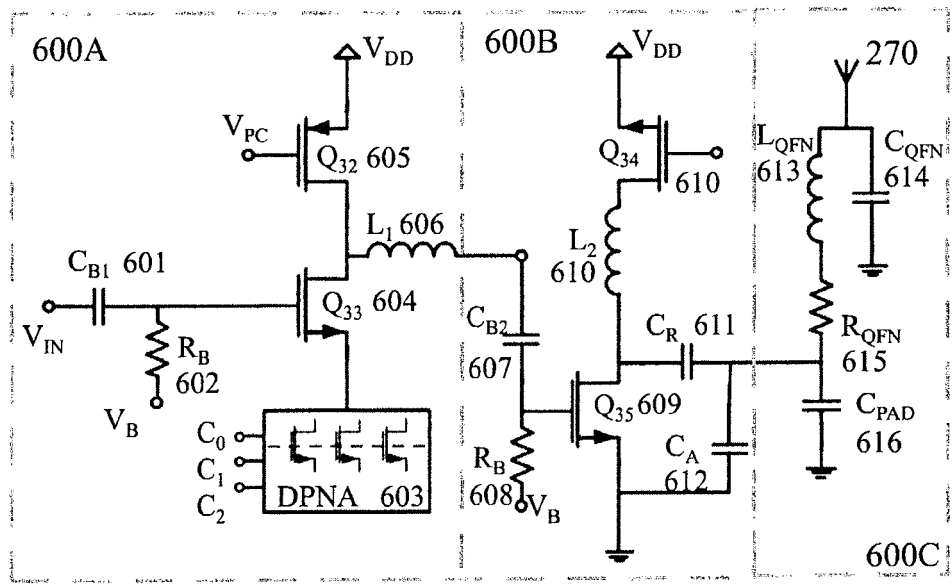 600A
V_DD
V_PC
Q_32 605
L_1 606
C_B1 601
V_IN
R_B
602
V_B
Q_33 604
C_0
C_1
C_2
DPNA 603
600B
V_DD
Q_34
610
L_2
610
C_B2
607
C_R 611
Q_35 609
R_B
608
V_B
C_A
612
270
L_QFN
613
C_QFN
614
R_QFN
615
C_PAD
616
600C